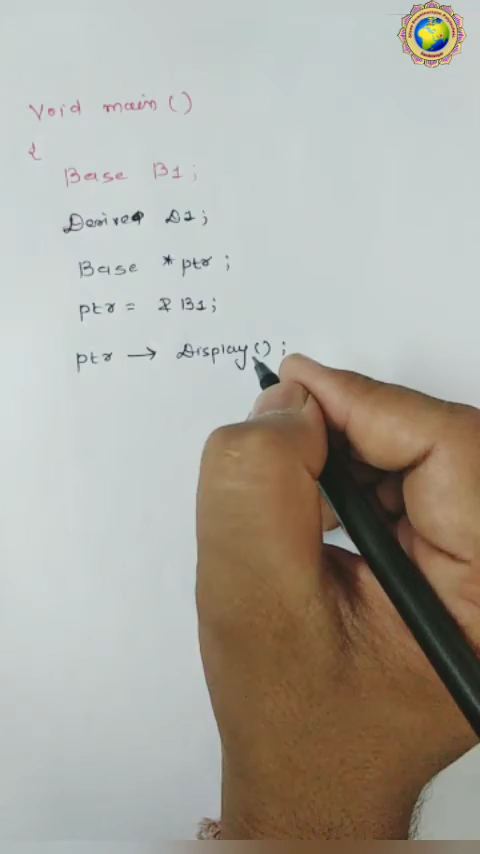 Void main ()
{
Base B1;
Derived D1;
Base *ptr;
ptr = & B1;
ptr → Display();